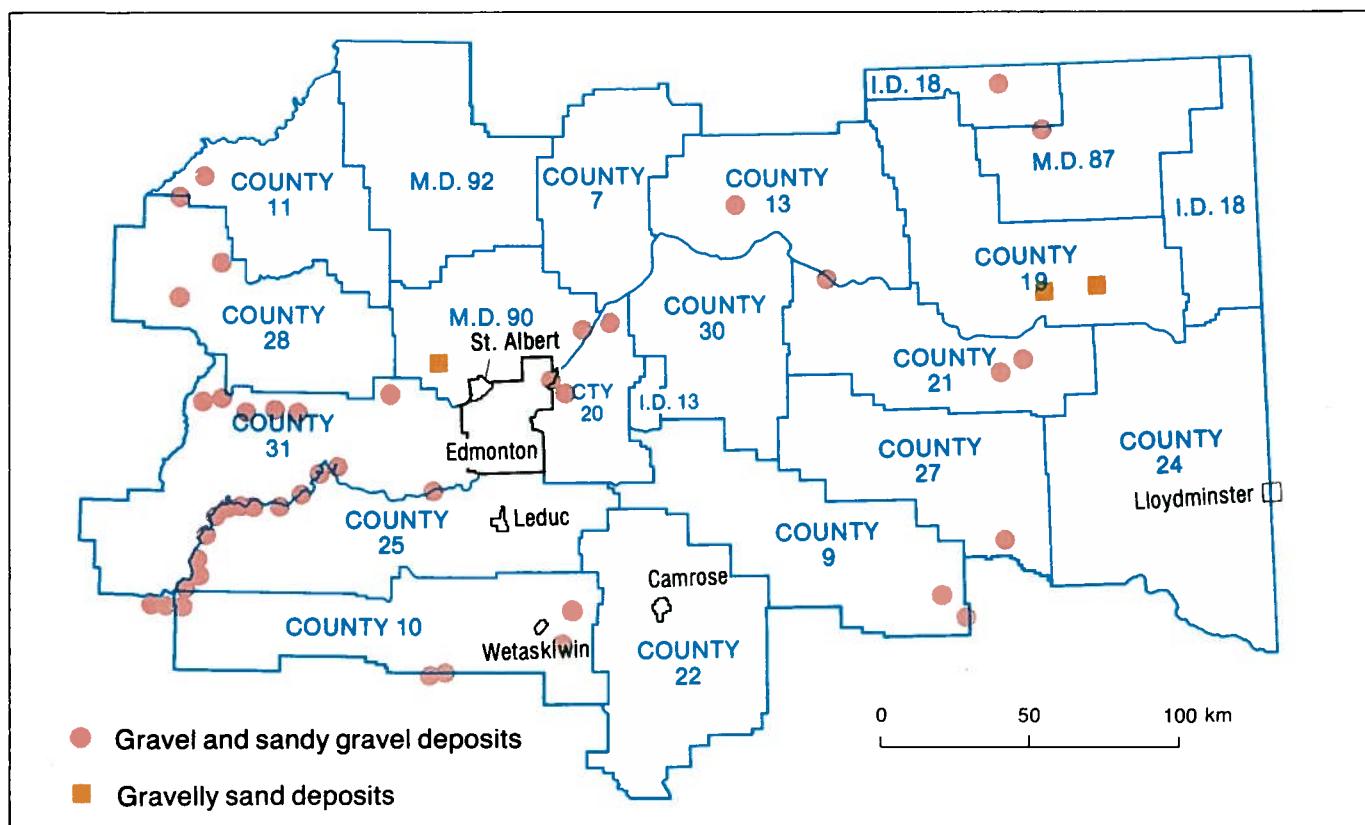 I.D. 18
COUNTY
11
M.D. 92
COUNTY
7
COUNTY
13
M.D. 87
I.D. 18
COUNTY
19
COUNTY
28
M.D. 90
St. Albert
COUNTY
30
COUNTY
21
CTY
20
I.D. 13
COUNTY
31
Edmonton
COUNTY
27
COUNTY
24
Lloydminster
COUNTY
25
Leduc
COUNTY
9
Camrose
COUNTY 10
Wetaskiwin
COUNTY
22
0 50 100 km
Gravel and sandy gravel deposits
Gravelly sand deposits